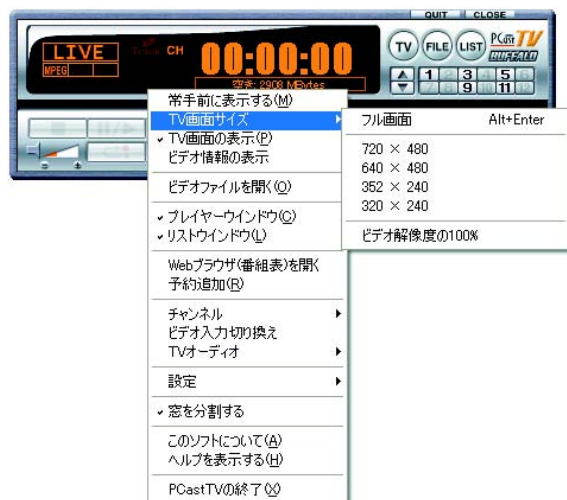 QUIT CLOSE
LIVE
MPEG
Track CH
00:00:00
空き: 2908 MBytes
TV FILE LIST
PCast TV
BUFFALO
1 3 5
9 11
常手前に表示する(M)
TV画面サイズ
TV画面の表示(P)
ビデオ情報の表示
ビデオファイルを開く(O)
プレイヤーウインドウ(C)
リストウインドウ(L)
Webブラウザ(番組表)を開く
予約追加(R)
チャンネル
ビデオ入力切り換え
TVオーディオ
設定
窓を分割する
このソフトについて(A)
ヘルプを表示する(H)
PCastTVの終了(X)
フル画面 Alt+Enter
720 × 480
640 × 480
352 × 240
320 × 240
ビデオ解像度の100%